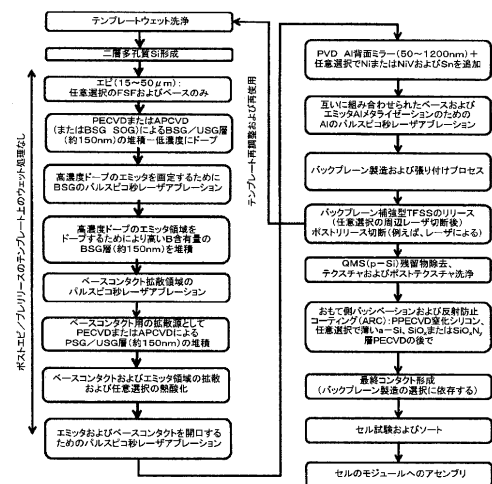 テンプレートウェット洗浄
二層多孔質Si形成
エピ(15～50μm):
任意選択のFSFおよびベースのみ
PECVDまたはAPCVD
(またはBSG SOG)によるBSG/USG層
(約150nm)の堆積－低濃度にドープ
高濃度ドープのエミッタを画定するために
BSGのパルスピコ秒レーザアブレーション
高濃度ドープのエミッタ領域を
ドープするためにより高いB含有量の
BSG層(約150nm)を堆積
ベースコンタクト拡散領域の
パルスピコ秒レーザアブレーション
ベースコンタクト用の拡散源として
PECVDまたはAPCVDによる
PSG/USG層(約150nm)の堆積
ベースコンタクトおよびエミッタ領域の拡散
および任意選択の熱酸化
エミッタおよびベースコンタクトを開口する
ためのパルスピコ秒レーザアブレーション
ポストエピ/プレリリースのテンプレート上のウェット処理なし
テンプレート再調整および再使用
PVD Al背面ミラー(50～1200nm)＋
任意選択でNiまたはNiVおよびSnを追加
互いに組み合わせられたベースおよび
エミッタAlメタライゼーションのための
Alのパルスピコ秒レーザアブレーション
バックプレーン製造および張り付けプロセス
バックプレーン補強型TFSSのリリース
(任意選択の周辺レーザ切断後)
ポストリリース切断(例えば、レーザによる)
QMS(p－Si)残留物除去、
テクスチャおよびポストテクスチャ洗浄
おもて側パッシベーションおよび反射防止
コーティング(ARC):PPECVD窒化シリコン、
任意選択で薄いa－Si、SiOxまたはSiOxNy
層PECVDの後で
最終コンタクト形成
(バックプレーン製造の選択に依存する)
セル試験およびソート
セルのモジュールへのアセンブリ